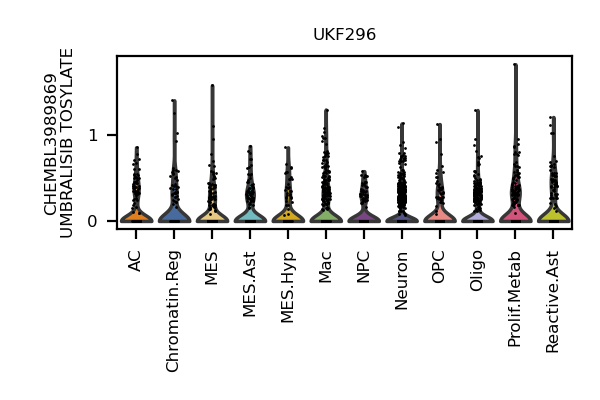 UKF296
CHEMBL3989869
UMBRALISIB TOSYLATE
1
0
AC
Chromatin.Reg
MES
MES.Ast
MES.Hyp
Mac
NPC
Neuron
OPC
Oligo
Prolif.Metab
Reactive.Ast